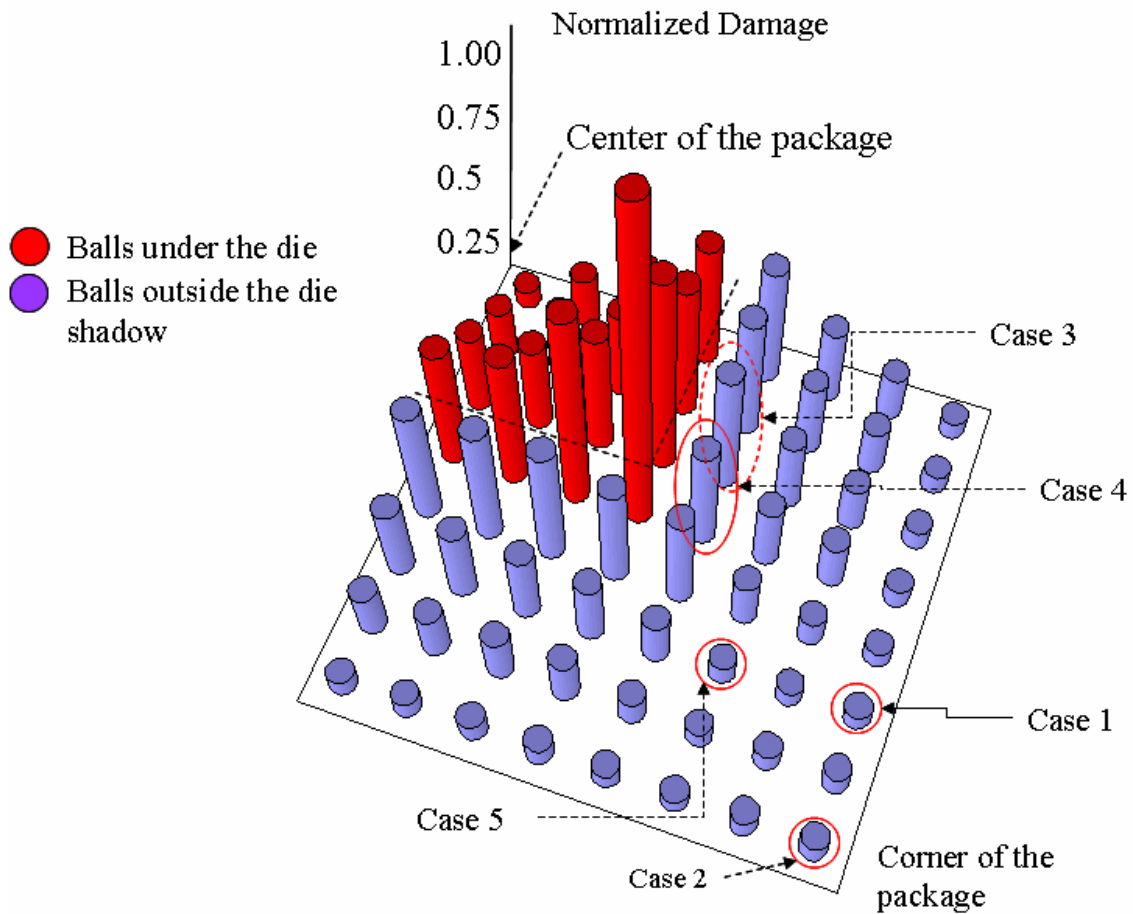 Normalized Damage
1.00
0.75
0.5
0.25
Center of the package
Balls under the die
Balls outside the die
shadow
Case 3
Case 4
Case 1
Case 5
Case 2
Corner of the
package